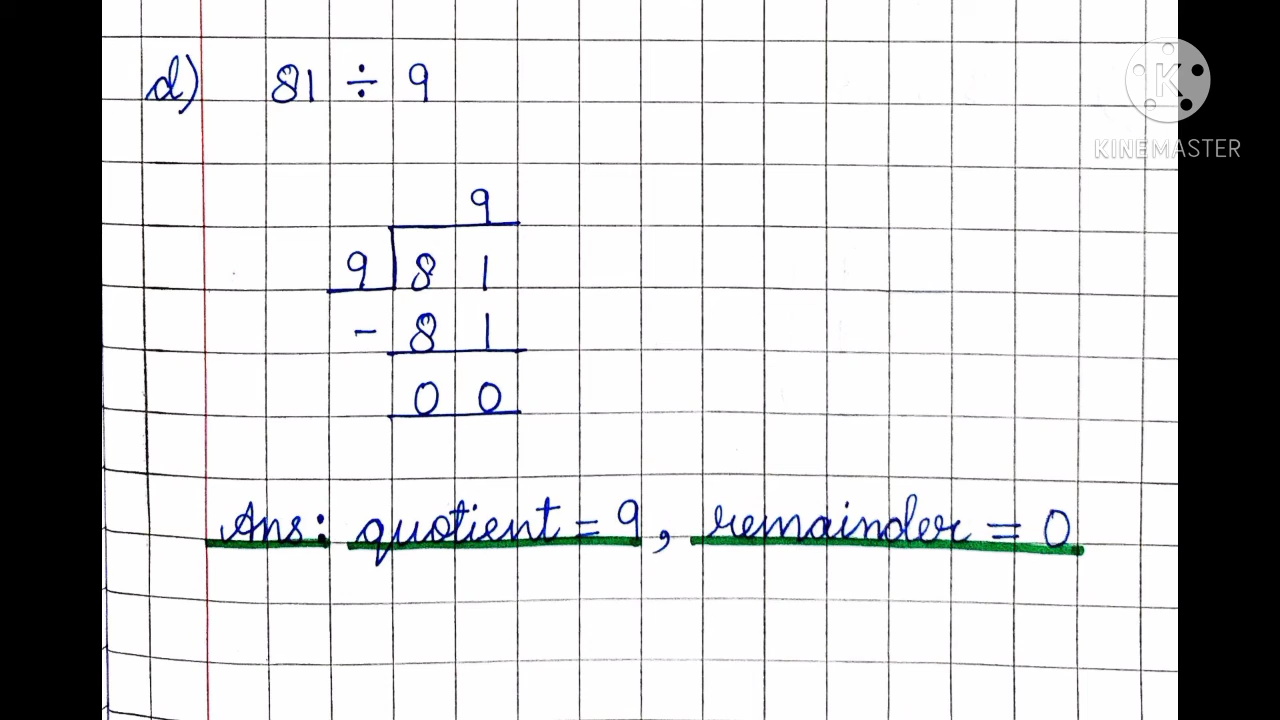 d) 81 ÷ 9
9
9 8 1
- 8 1
0 0
Ans: quotient = 9, remainder = 0
K
KINEMASTER